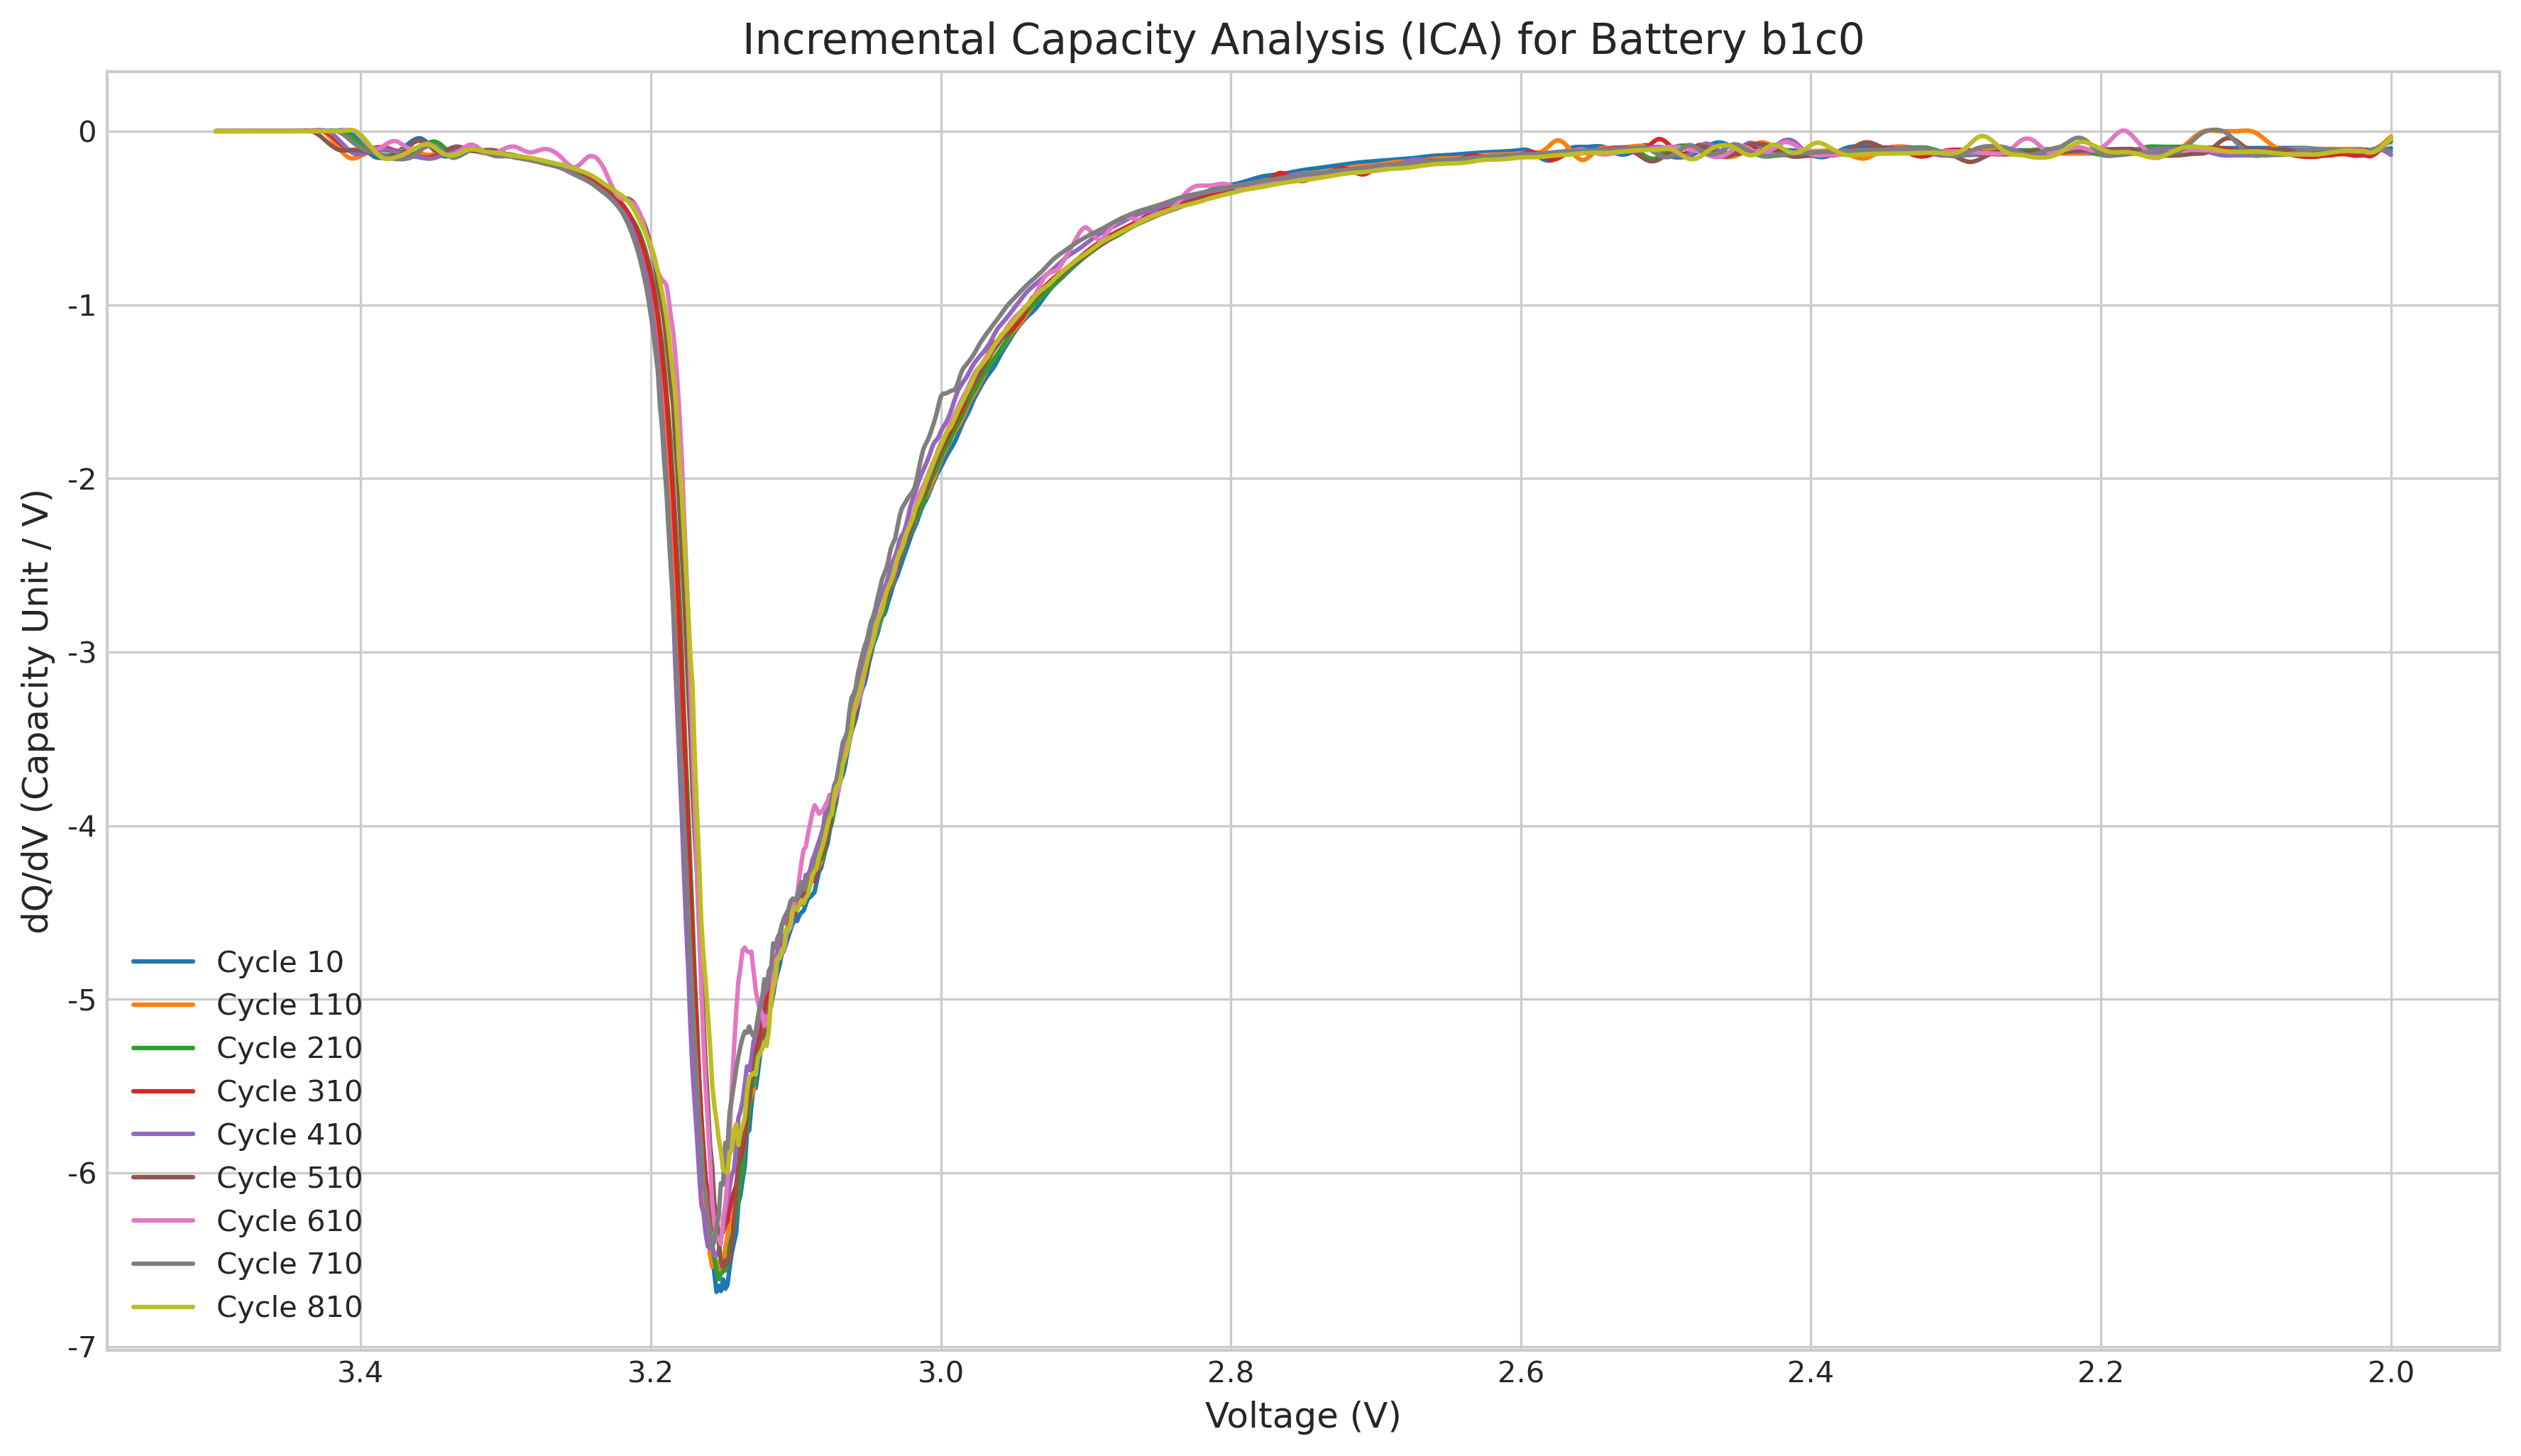 Incremental Capacity Analysis (ICA) for Battery b1c0
dQ/dV (Capacity Unit / V)
0
-1
-2
-3
-4
-5
-6
-7
Cycle 10
Cycle 110
Cycle 210
Cycle 310
Cycle 410
Cycle 510
Cycle 610
Cycle 710
Cycle 810
3.4 3.2 3.0 2.8 2.6 2.4 2.2 2.0
Voltage (V)